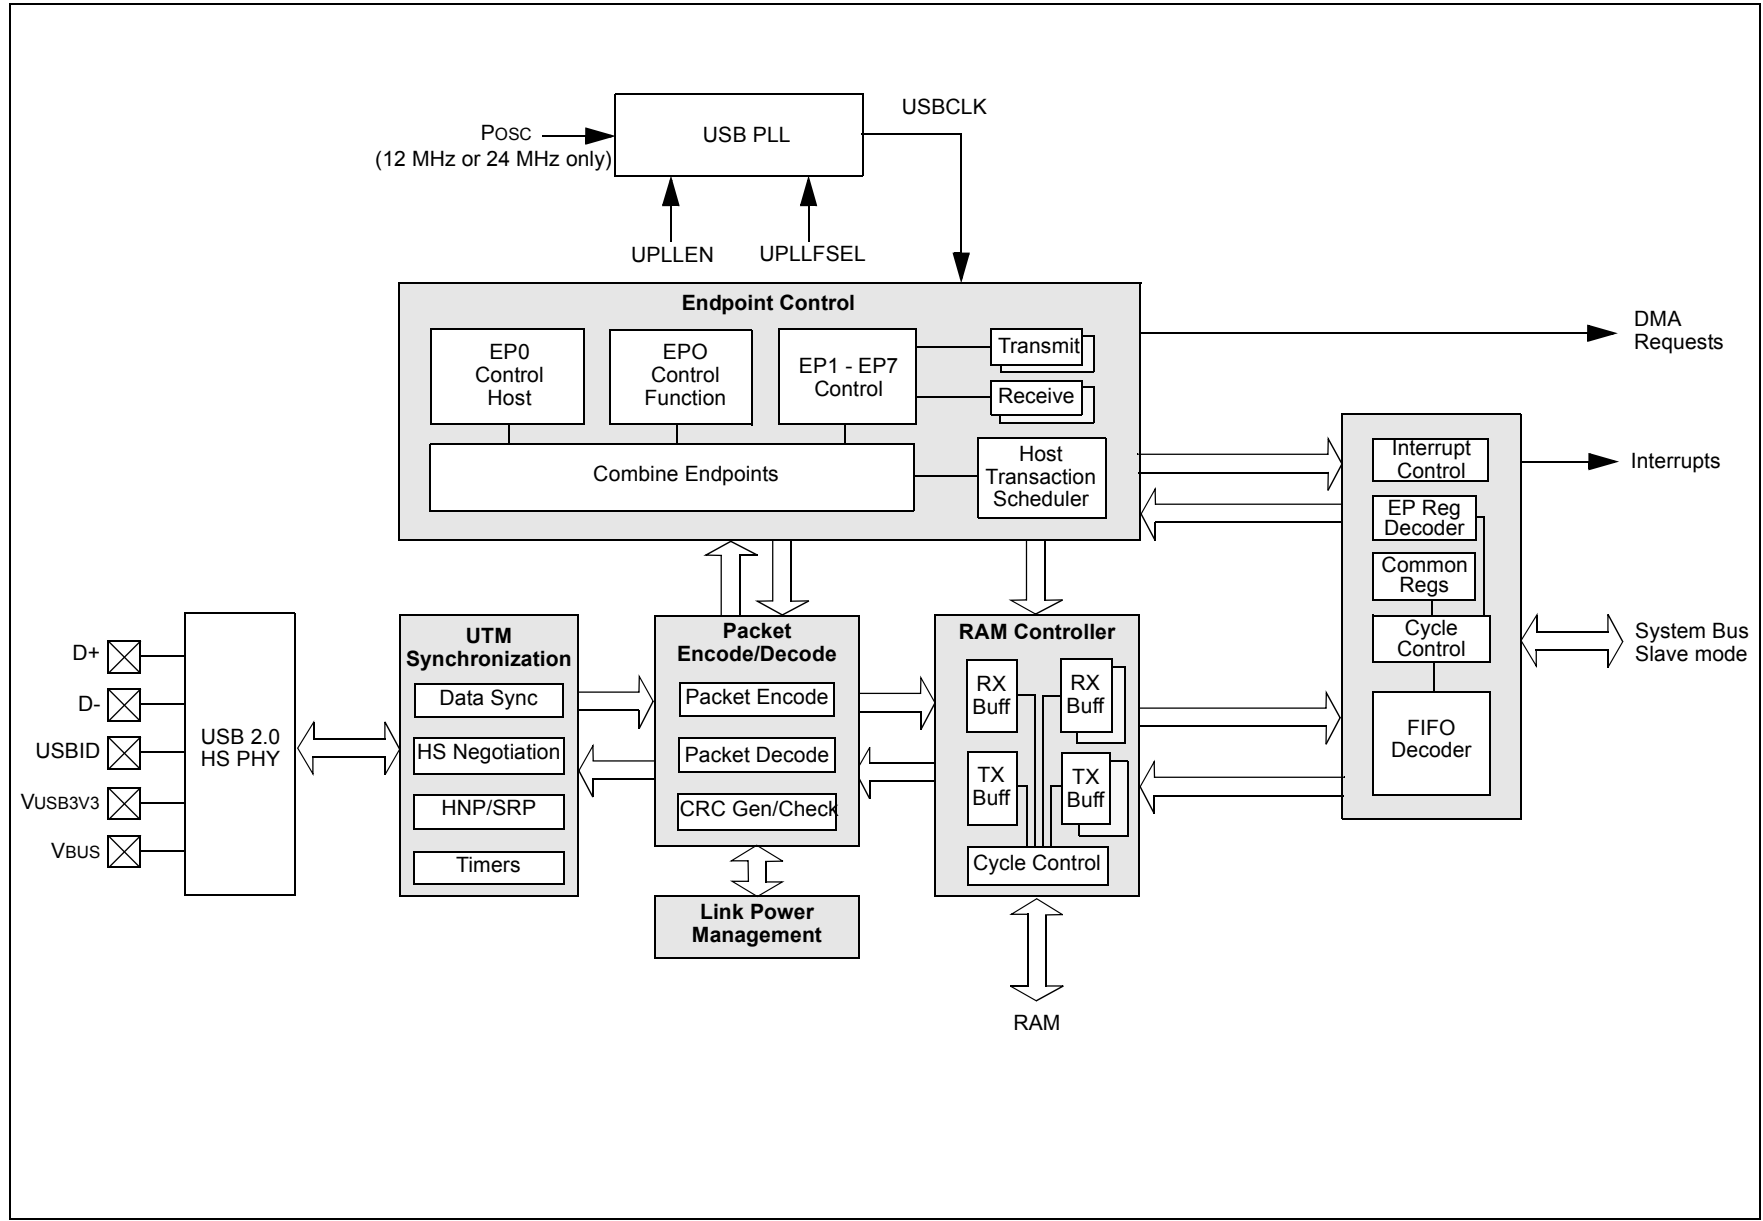 USBCLK
POSC
(12 MHz or 24 MHz only)
USB PLL
UPLLEN
UPLLFSEL
Endpoint Control
EP0
Control
Host
EPO
Control
Function
EP1 - EP7
Control
Transmit
Receive
Combine Endpoints
Host
Transaction
Scheduler
DMA
Requests
Interrupt
Control
Interrupts
EP Reg
Decoder
Common
Regs
Cycle
Control
FIFO
Decoder
System Bus
Slave mode
D+
D-
USBID
VUSB3V3
VBUS
USB 2.0
HS PHY
UTM
Synchronization
Data Sync
HS Negotiation
HNP/SRP
Timers
Packet
Encode/Decode
Packet Encode
Packet Decode
CRC Gen/Check
Link Power
Management
RAM Controller
RX
Buff
RX
Buff
TX
Buff
TX
Buff
Cycle Control
RAM